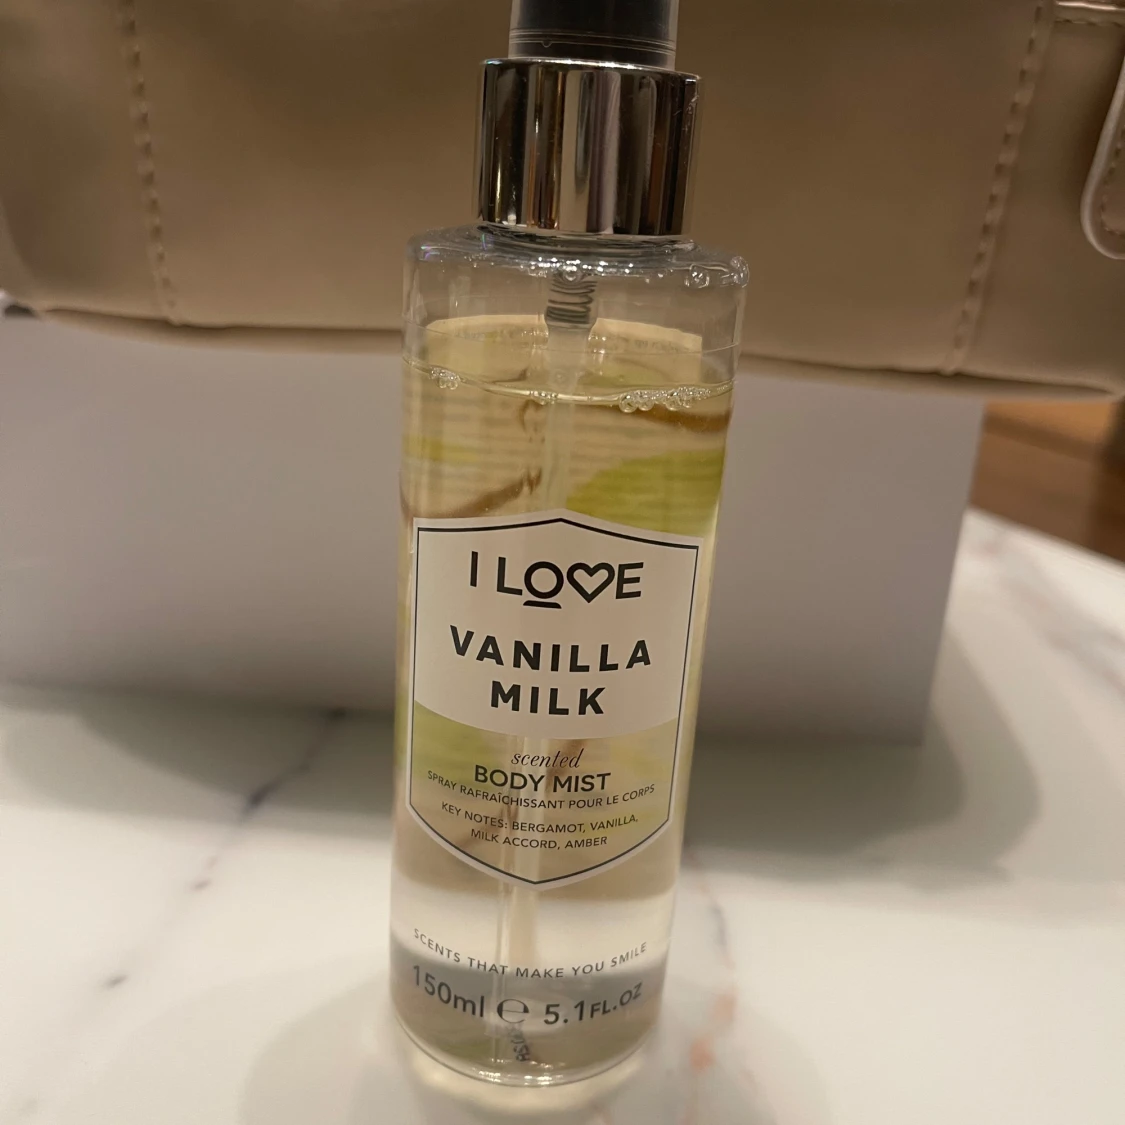 I LOVE
VANILLA
MILK
scented
BODY MIST
SPRAY RAFRAÎCHISSANT POUR LE CORPS
KEY NOTES: BERGAMOT, VANILLA,
MILK ACCORD, AMBER
SCENTS THAT MAKE YOU SMILE
150ml ℮ 5.1FL.OZ